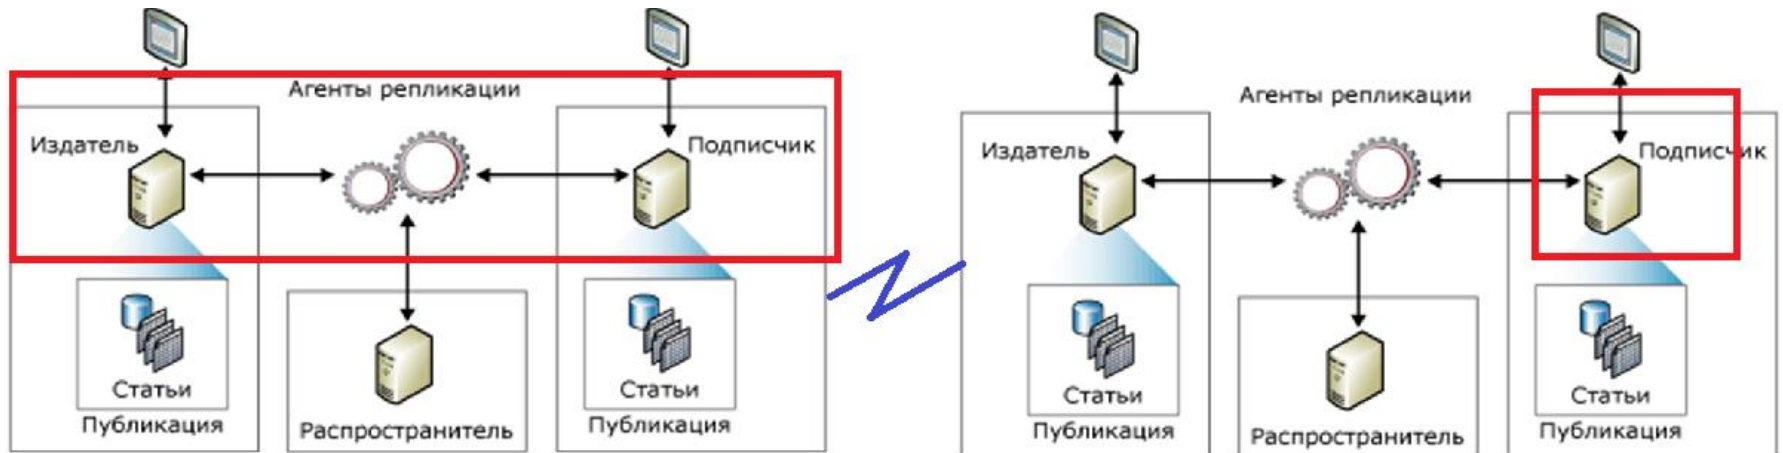 Агенты репликации
Издатель
Подписчик
Статьи
Публикация
Распространитель
Статьи
Публикация
Агенты репликации
Издатель
Подписчик
Статьи
Публикация
Распространитель
Статьи
Публикация